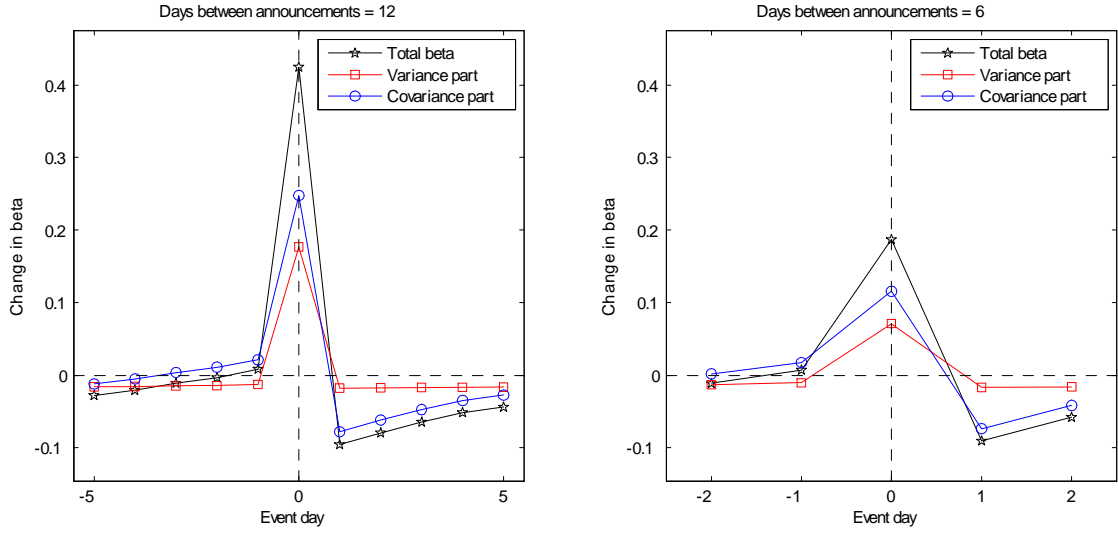 Days between announcements = 12
Total beta
Variance part
Covariance part
Change in beta
0.4
0.3
0.2
0.1
0
-0.1
-5
0
5
Event day
Days between announcements = 6
Total beta
Variance part
Covariance part
Change in beta
0.4
0.3
0.2
0.1
0
-0.1
-2
-1
0
1
2
Event day